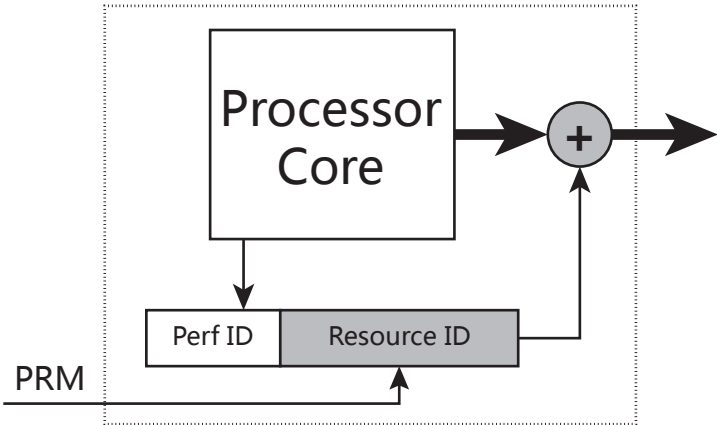 Processor
Core
+
Perf ID
Resource ID
PRM